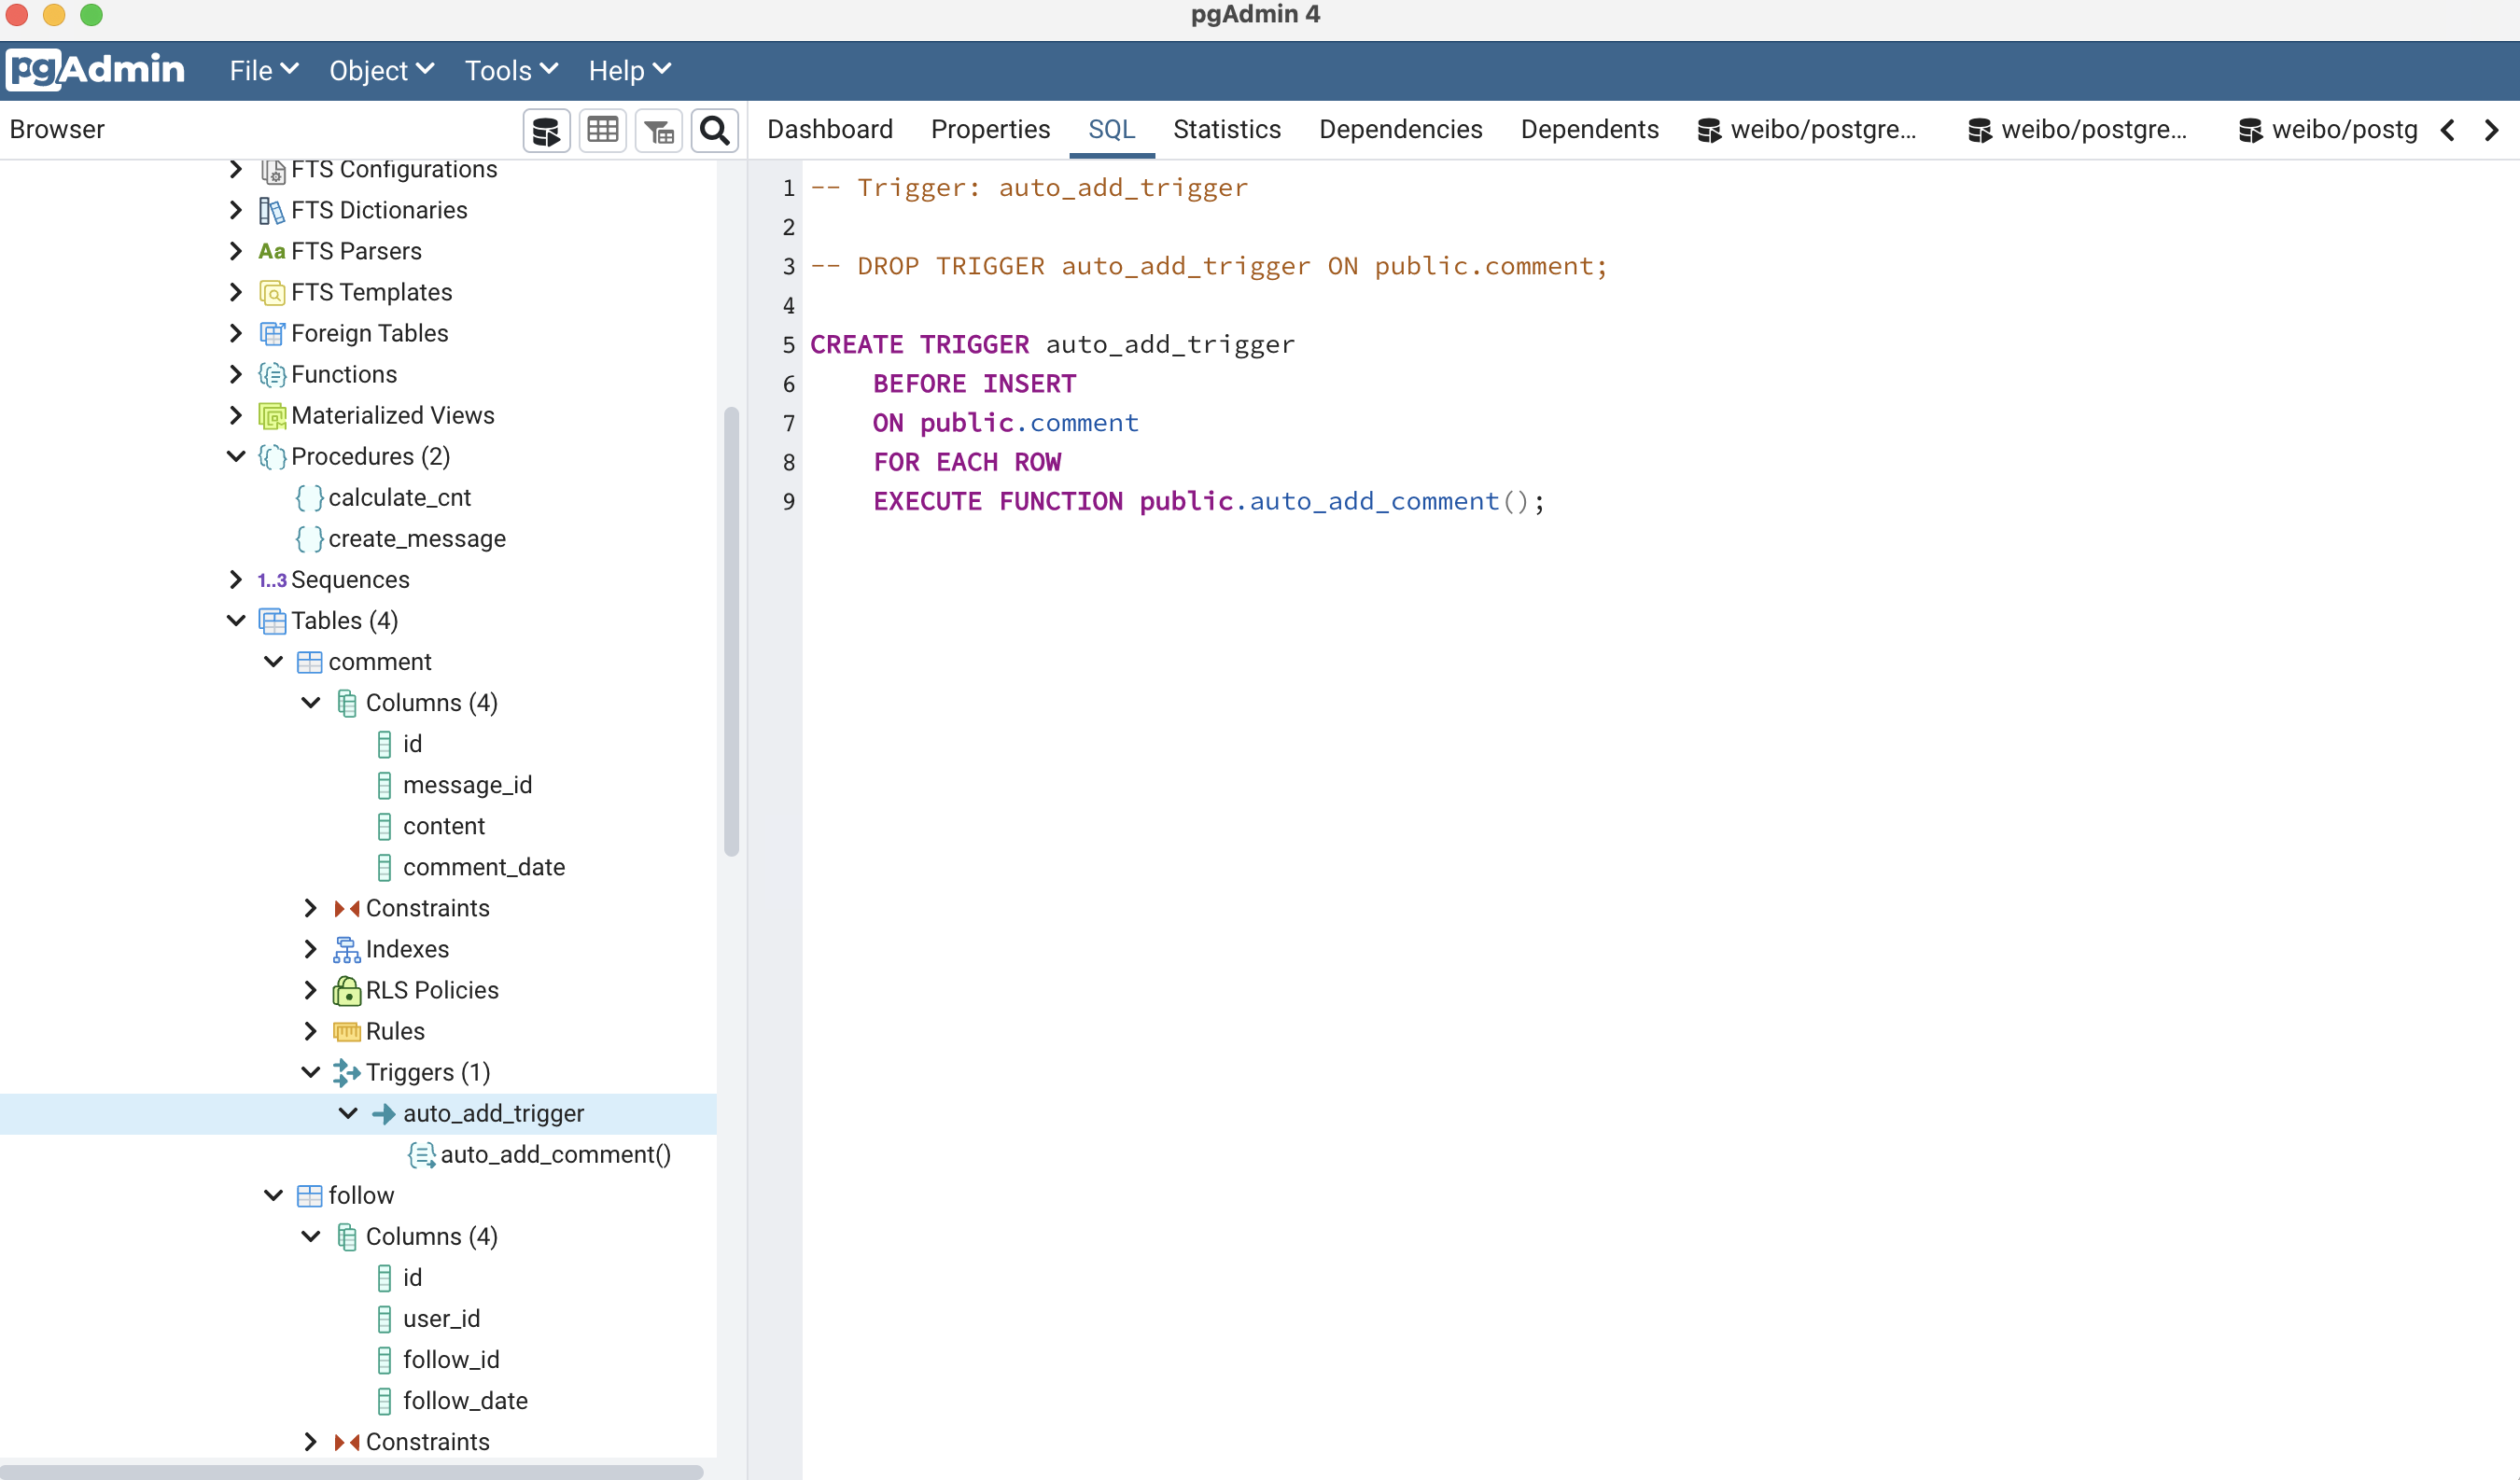 pgAdmin 4
pgAdmin File Object Tools Help
Browser
Dashboard Properties SQL Statistics Dependencies Dependents weibo/postgre... weibo/postgre... weibo/postg
FTS Configurations
FTS Dictionaries
Aa FTS Parsers
FTS Templates
Foreign Tables
Functions
Materialized Views
Procedures (2)
calculate_cnt
create_message
1..3 Sequences
Tables (4)
comment
Columns (4)
id
message_id
content
comment_date
Constraints
Indexes
RLS Policies
Rules
Triggers (1)
auto_add_trigger
auto_add_comment()
follow
Columns (4)
id
user_id
follow_id
follow_date
Constraints
1 -- Trigger: auto_add_trigger
2
3 -- DROP TRIGGER auto_add_trigger ON public.comment;
4
5 CREATE TRIGGER auto_add_trigger
6     BEFORE INSERT
7     ON public.comment
8     FOR EACH ROW
9     EXECUTE FUNCTION public.auto_add_comment();